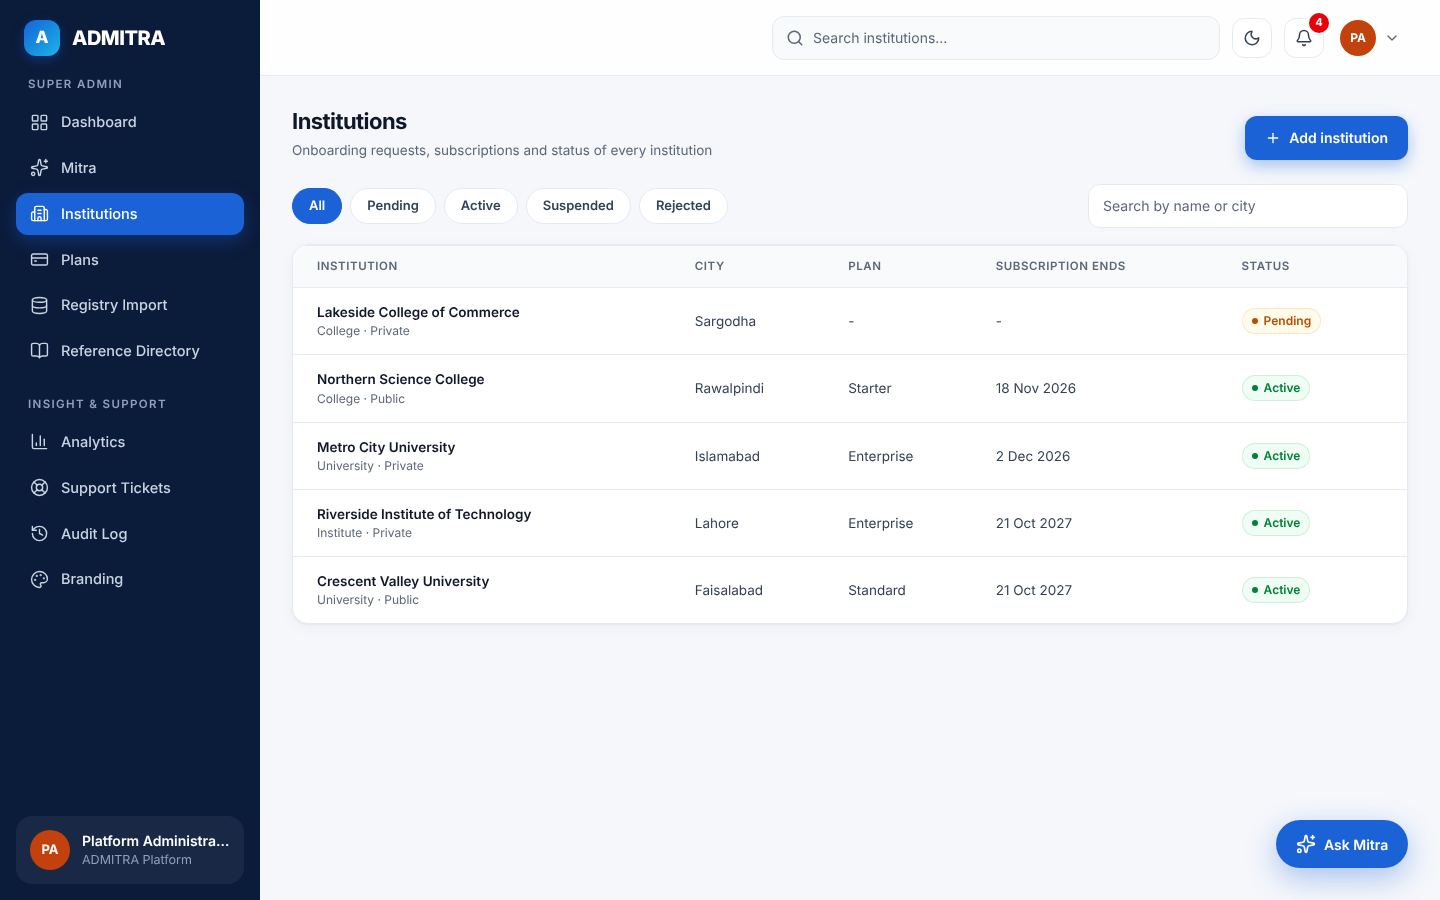 A ADMITRA
SUPER ADMIN
Dashboard
Mitra
Institutions
Plans
Registry Import
Reference Directory
INSIGHT & SUPPORT
Analytics
Support Tickets
Audit Log
Branding
PA Platform Administra...
ADMITRA Platform
Search institutions...
4
PA
Institutions
Onboarding requests, subscriptions and status of every institution
Add institution
All Pending Active Suspended Rejected
Search by name or city
INSTITUTION CITY PLAN SUBSCRIPTION ENDS STATUS
Lakeside College of Commerce
College · Private
Sargodha - - Pending
Northern Science College
College · Public
Rawalpindi Starter 18 Nov 2026 Active
Metro City University
University · Private
Islamabad Enterprise 2 Dec 2026 Active
Riverside Institute of Technology
Institute · Private
Lahore Enterprise 21 Oct 2027 Active
Crescent Valley University
University · Public
Faisalabad Standard 21 Oct 2027 Active
Ask Mitra